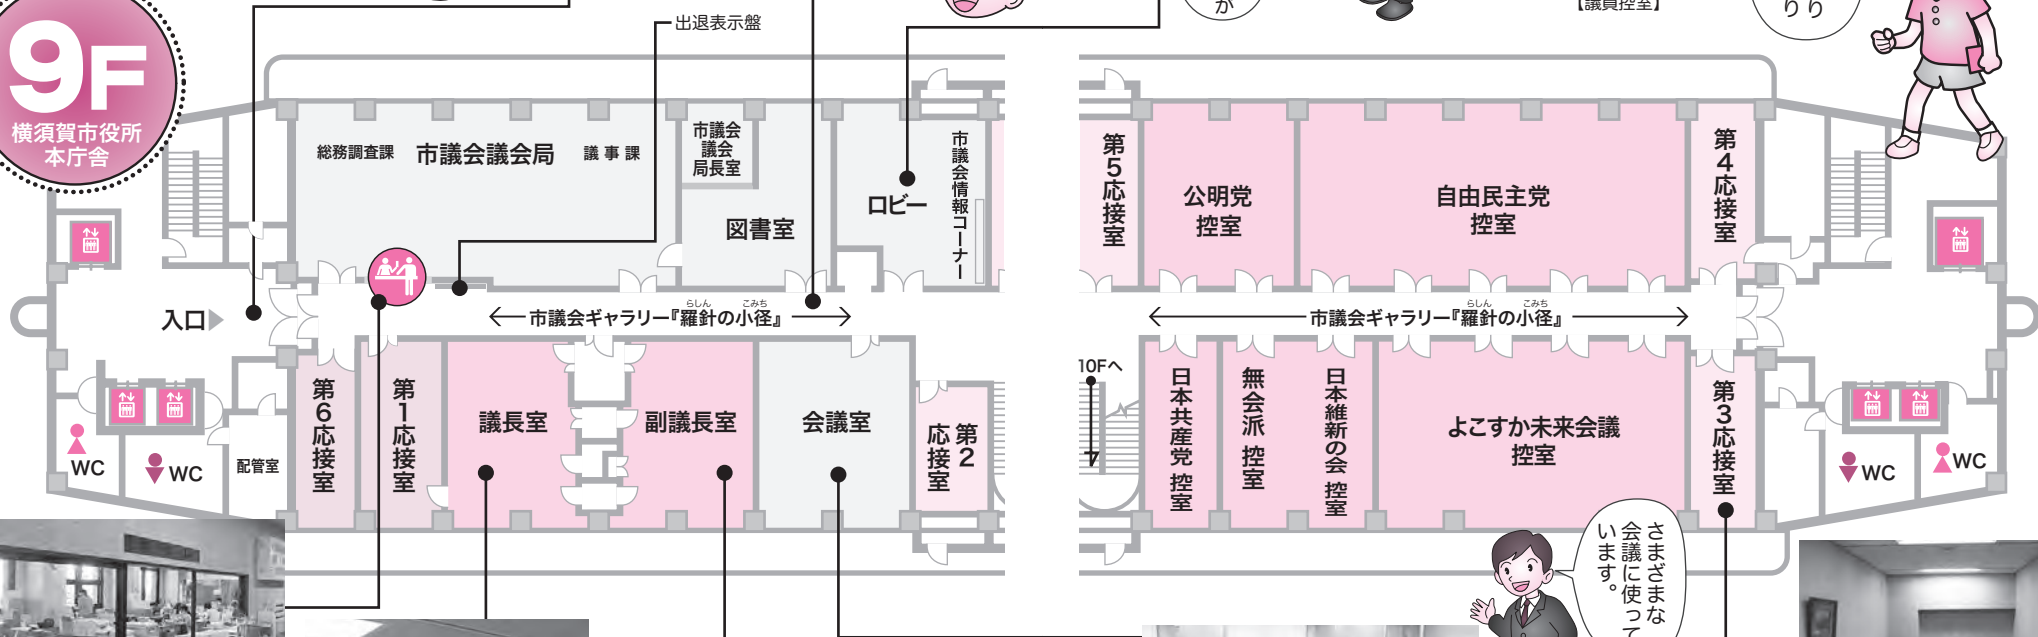 9F
横須賀市役所
本庁舎
出退表示盤
が
【議員控室】
りり
総務調査課
市議会議会局
議事課
市議会
議会
局長室
図書室
ロビー
市議会情報コーナー
第5応接室
公明党
控室
自由民主党
控室
第4応接室
入口
らしん こみち
市議会ギャラリー『羅針の小径』
らしん こみち
市議会ギャラリー『羅針の小径』
WC
WC
配管室
第6応接室
第1応接室
議長室
副議長室
会議室
第2
応接室
10Fへ
日本共産党 控室
無会派 控室
日本維新の会 控室
よこすか未来会議
控室
第3応接室
WC
WC
さまざまな
会議に使って
います。